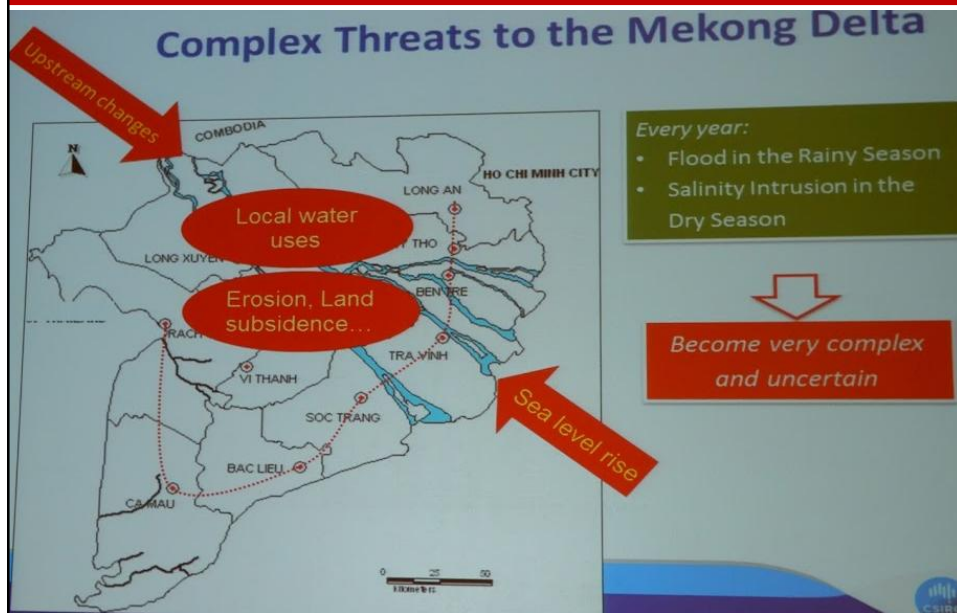 Complex Threats to the Mekong Delta
Upstream changes
COMBODIA
N
HO CHI MINH CITY
LONG AN
Local water
uses
Y THO
LONG XUYEN
BEN TRE
Erosion, Land
subsidence...
RACH
TRA VINH
VI THANH
SOC TRANG
Sea level rise
BAC LIEU
CA MAU
0 25 50
Kilometers
Every year:
• Flood in the Rainy Season
• Salinity Intrusion in the
Dry Season
Become very complex
and uncertain
CSIRO